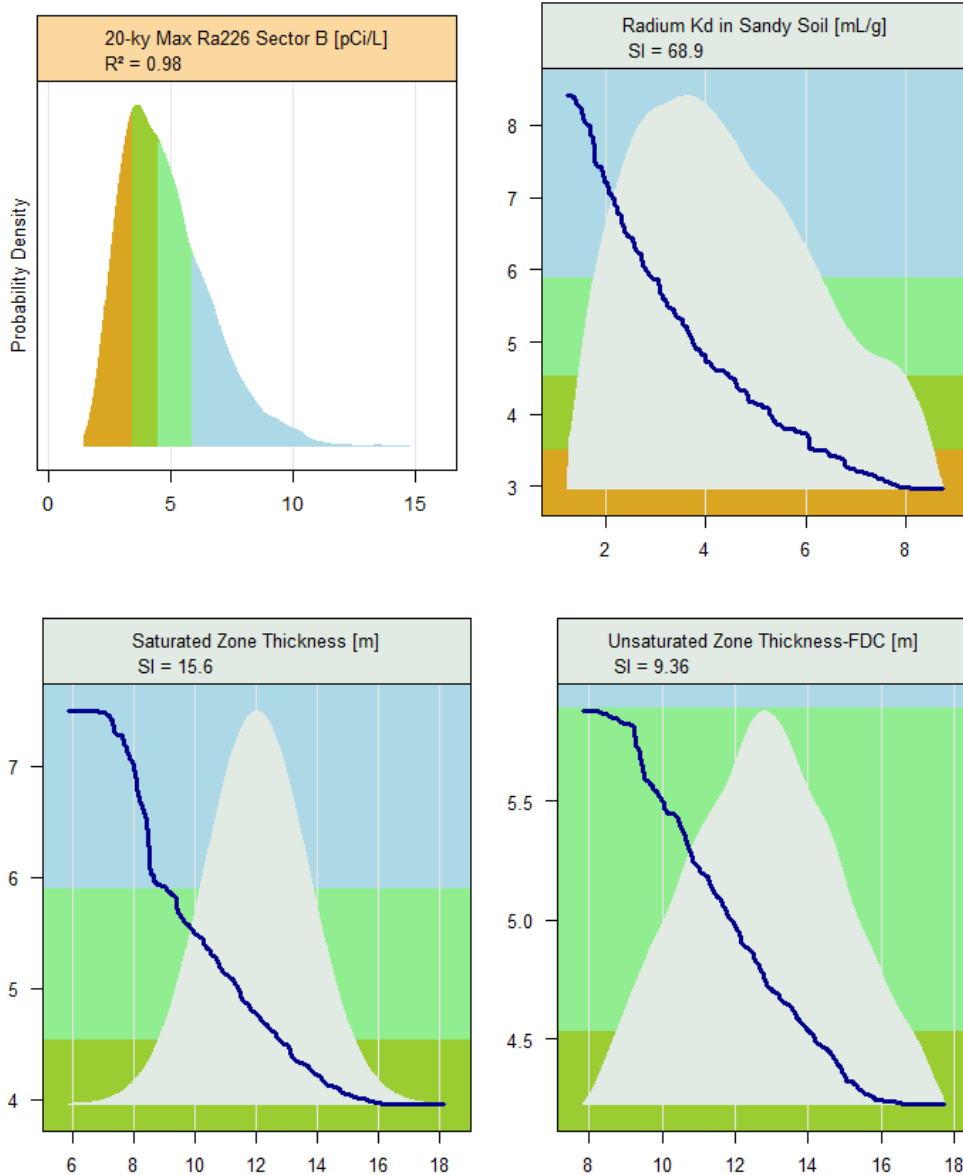 20-ky Max Ra226 Sector B [pCi/L]
R² = 0.98
Probability Density
0 5 10 15
Radium Kd in Sandy Soil [mL/g]
SI = 68.9
8
7
6
5
4
3
2 4 6 8
Saturated Zone Thickness [m]
SI = 15.6
7
6
5
4
6 8 10 12 14 16 18
Unsaturated Zone Thickness-FDC [m]
SI = 9.36
5.5
5.0
4.5
8 10 12 14 16 18